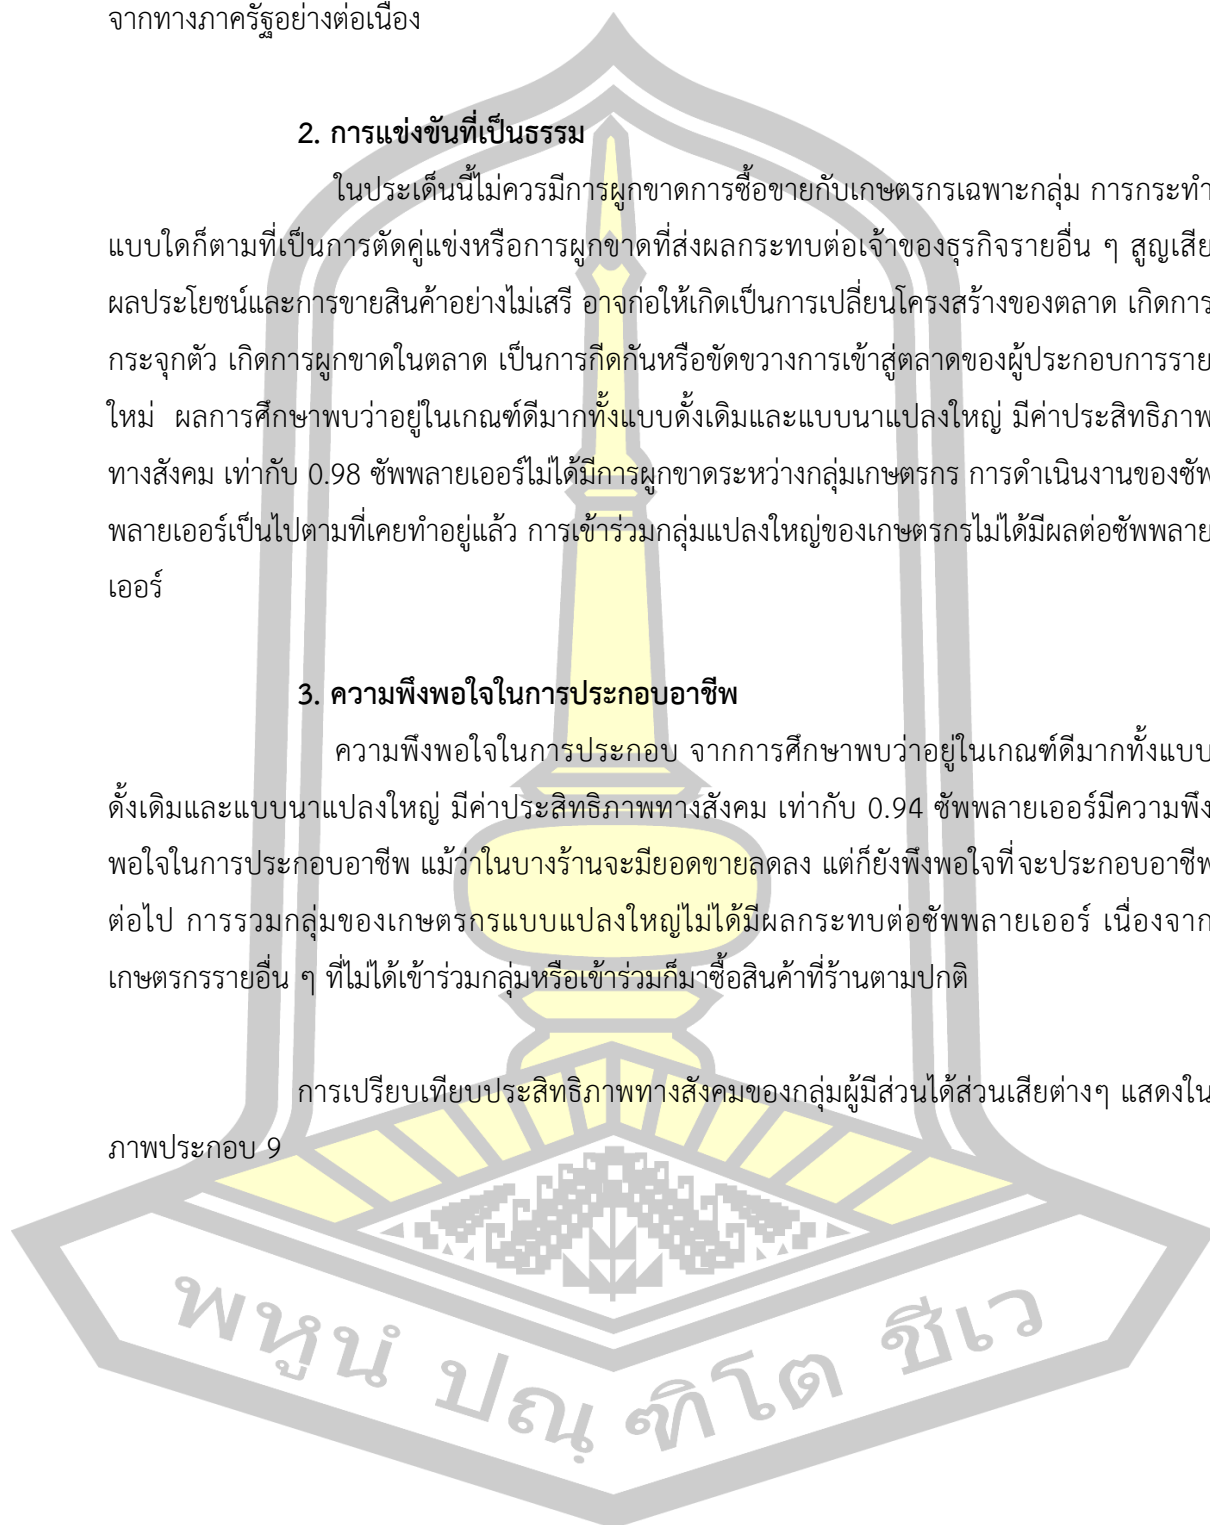 จากทางภาครัฐอย่างต่อเนื่อง
2. การแข่งขันที่เป็นธรรม
ในประเด็นนี้ไม่ควรมีการผูกขาดการซื้อขายกับเกษตรกรเฉพาะกลุ่ม การกระทำ
แบบใดก็ตามที่เป็นการตัดคู่แข่งหรือการผูกขาดที่ส่งผลกระทบต่อเจ้าของธุรกิจรายอื่น ๆ สูญเสีย
ผลประโยชน์และการขายสินค้าอย่างไม่เสรี อาจก่อให้เกิดเป็นการเปลี่ยนโครงสร้างของตลาด เกิดการ
กระจุกตัว เกิดการผูกขาดในตลาด เป็นการกีดกันหรือขัดขวางการเข้าสู่ตลาดของผู้ประกอบการราย
ใหม่ ผลการศึกษาพบว่าอยู่ในเกณฑ์ดีมากทั้งแบบดั้งเดิมและแบบนาแปลงใหญ่ มีค่าประสิทธิภาพ
ทางสังคม เท่ากับ 0.98 ซัพพลายเออร์ไม่ได้มีการผูกขาดระหว่างกลุ่มเกษตรกร การดำเนินงานของซัพ
พลายเออร์เป็นไปตามที่เคยทำอยู่แล้ว การเข้าร่วมกลุ่มแปลงใหญ่ของเกษตรกรไม่ได้มีผลต่อซัพพลาย
เออร์
3. ความพึงพอใจในการประกอบอาชีพ
ความพึงพอใจในการประกอบ จากการศึกษาพบว่าอยู่ในเกณฑ์ดีมากทั้งแบบ
ดั้งเดิมและแบบนาแปลงใหญ่ มีค่าประสิทธิภาพทางสังคม เท่ากับ 0.94 ซัพพลายเออร์มีความพึง
พอใจในการประกอบอาชีพ แม้ว่าในบางร้านจะมียอดขายลดลง แต่ก็ยังพึงพอใจที่จะประกอบอาชีพ
ต่อไป การรวมกลุ่มของเกษตรกรแบบแปลงใหญ่ไม่ได้มีผลกระทบต่อซัพพลายเออร์ เนื่องจาก
เกษตรกรรายอื่น ๆ ที่ไม่ได้เข้าร่วมกลุ่มหรือเข้าร่วมก็มาซื้อสินค้าที่ร้านตามปกติ
การเปรียบเทียบประสิทธิภาพทางสังคมของกลุ่มผู้มีส่วนได้ส่วนเสียต่างๆ แสดงใน
ภาพประกอบ 9
พหูนํ ปณฺฑิโต ชีเว